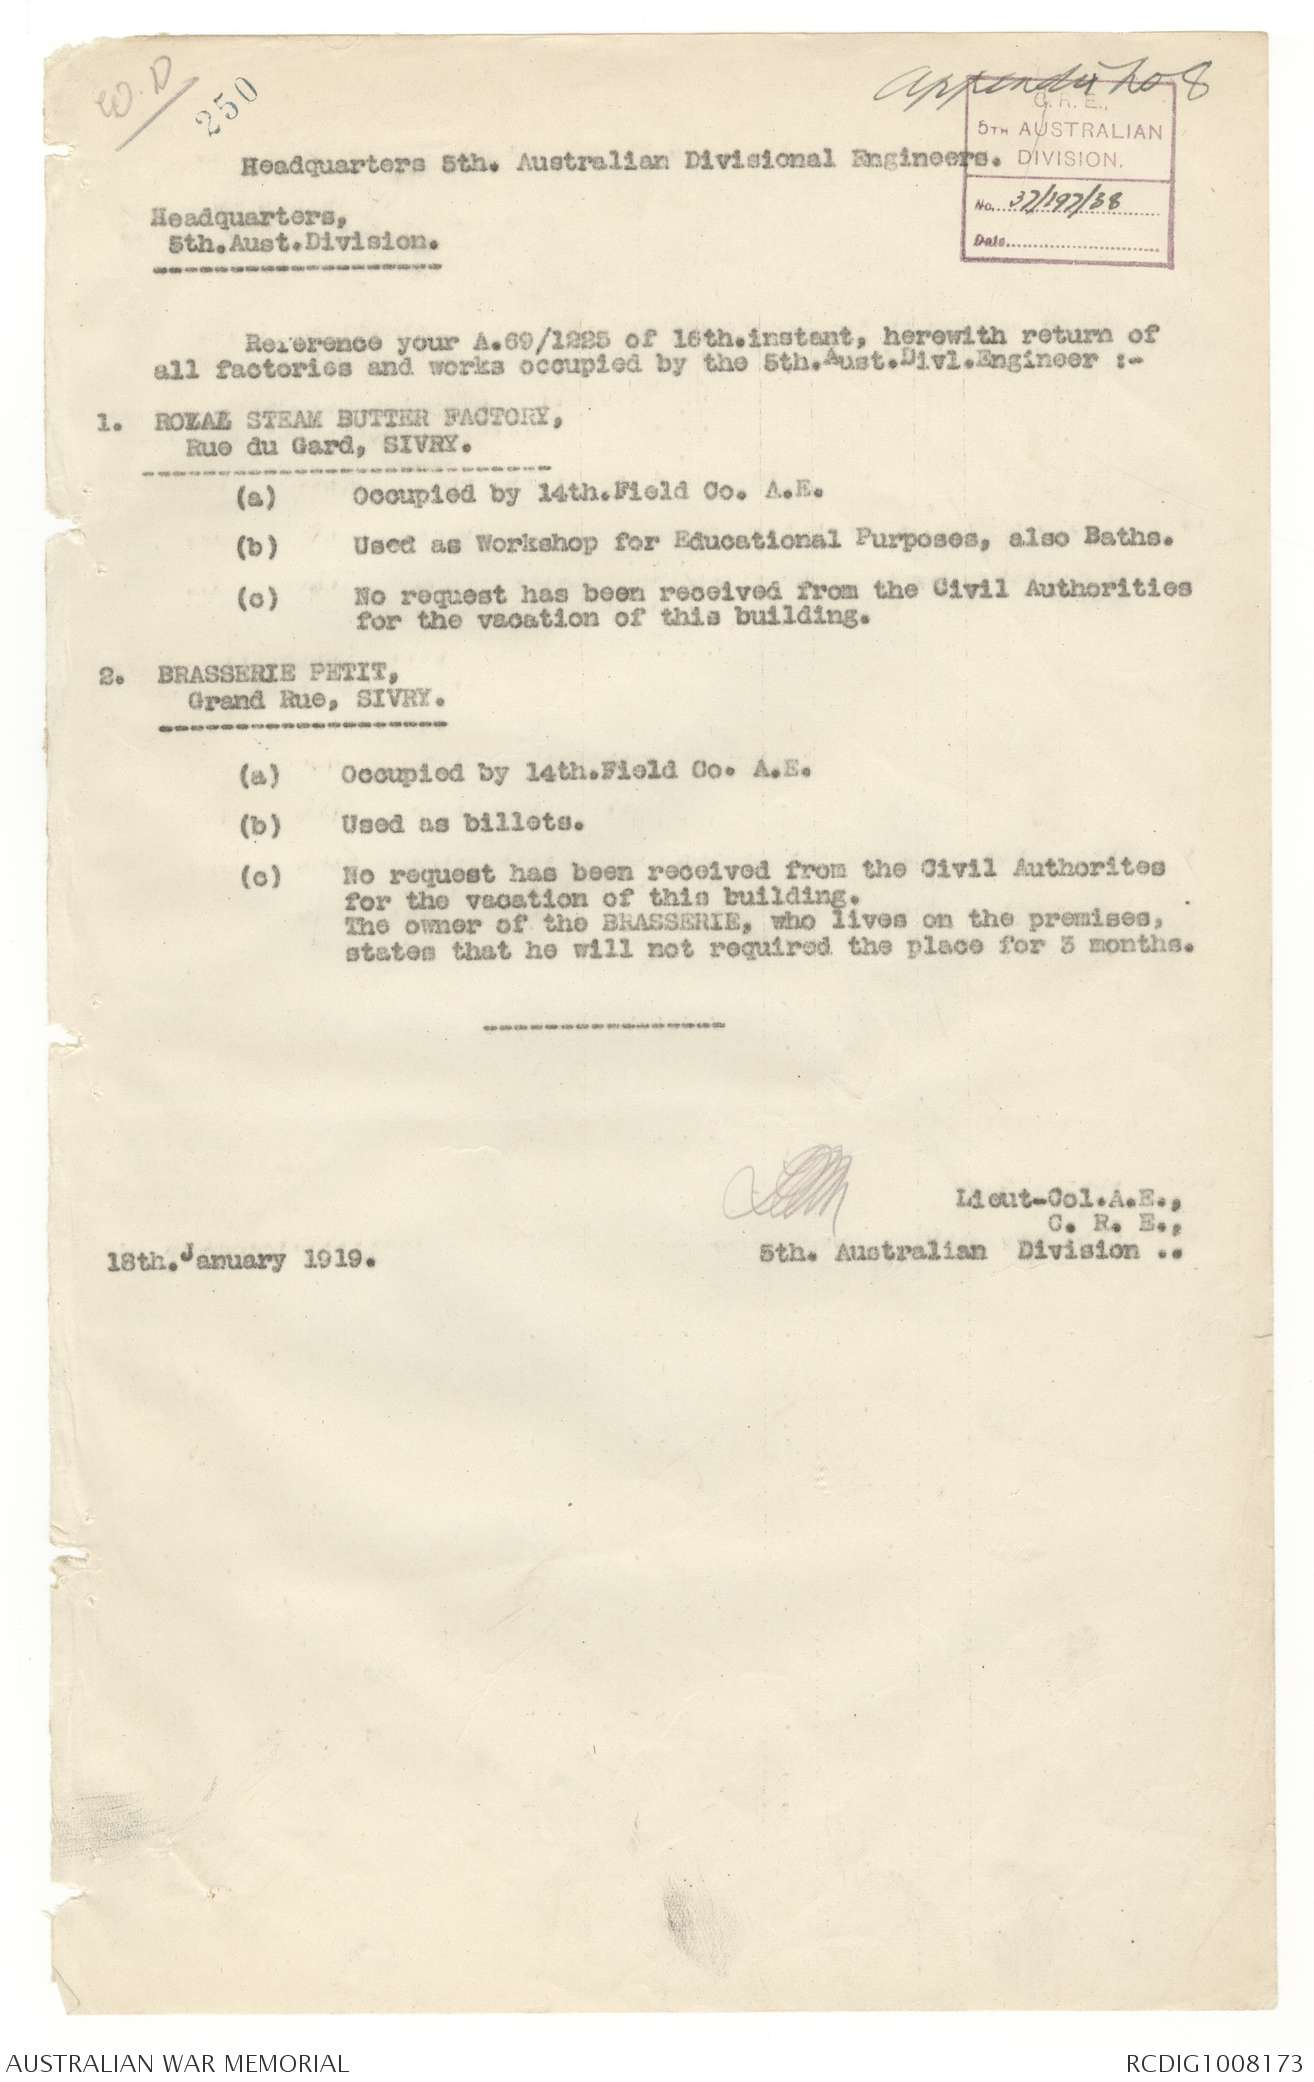 W.D
250
Appendix No 8
C.R.E.,
5TH AUSTRALIAN
DIVISION.
No. 37/197/38
Date
Headquarters 5th. Australian Divisional Engineers.
Headquarters,
5th.Aust.Division.
Reference your A.69/1225 of 16th.instant, herewith return of
all factories and works occupied by the 5th.Aust.Divl.Engineer :-
1. ROYAL STEAM BUTTER FACTORY,
Rue du Gard, SIVRY.
(a) Occupied by 14th.Field Co. A.E.
(b) Used as Workshop for Educational Purposes, also Baths.
(c) No request has been received from the Civil Authorities
for the vacation of this building.
2. BRASSERIE PETIT,
Grand Rue, SIVRY.
(a) Occupied by 14th.Field Co. A.E.
(b) Used as billets.
(c) No request has been received from the Civil Authorites
for the vacation of this building.
The owner of the BRASSERIE, who lives on the premises,
states that he will not required the place for 3 months.
Lieut-Col.A.E.,
C. R. E.,
18th.January 1919.
5th. Australian Division ..
AUSTRALIAN WAR MEMORIAL
RCDIG1008173